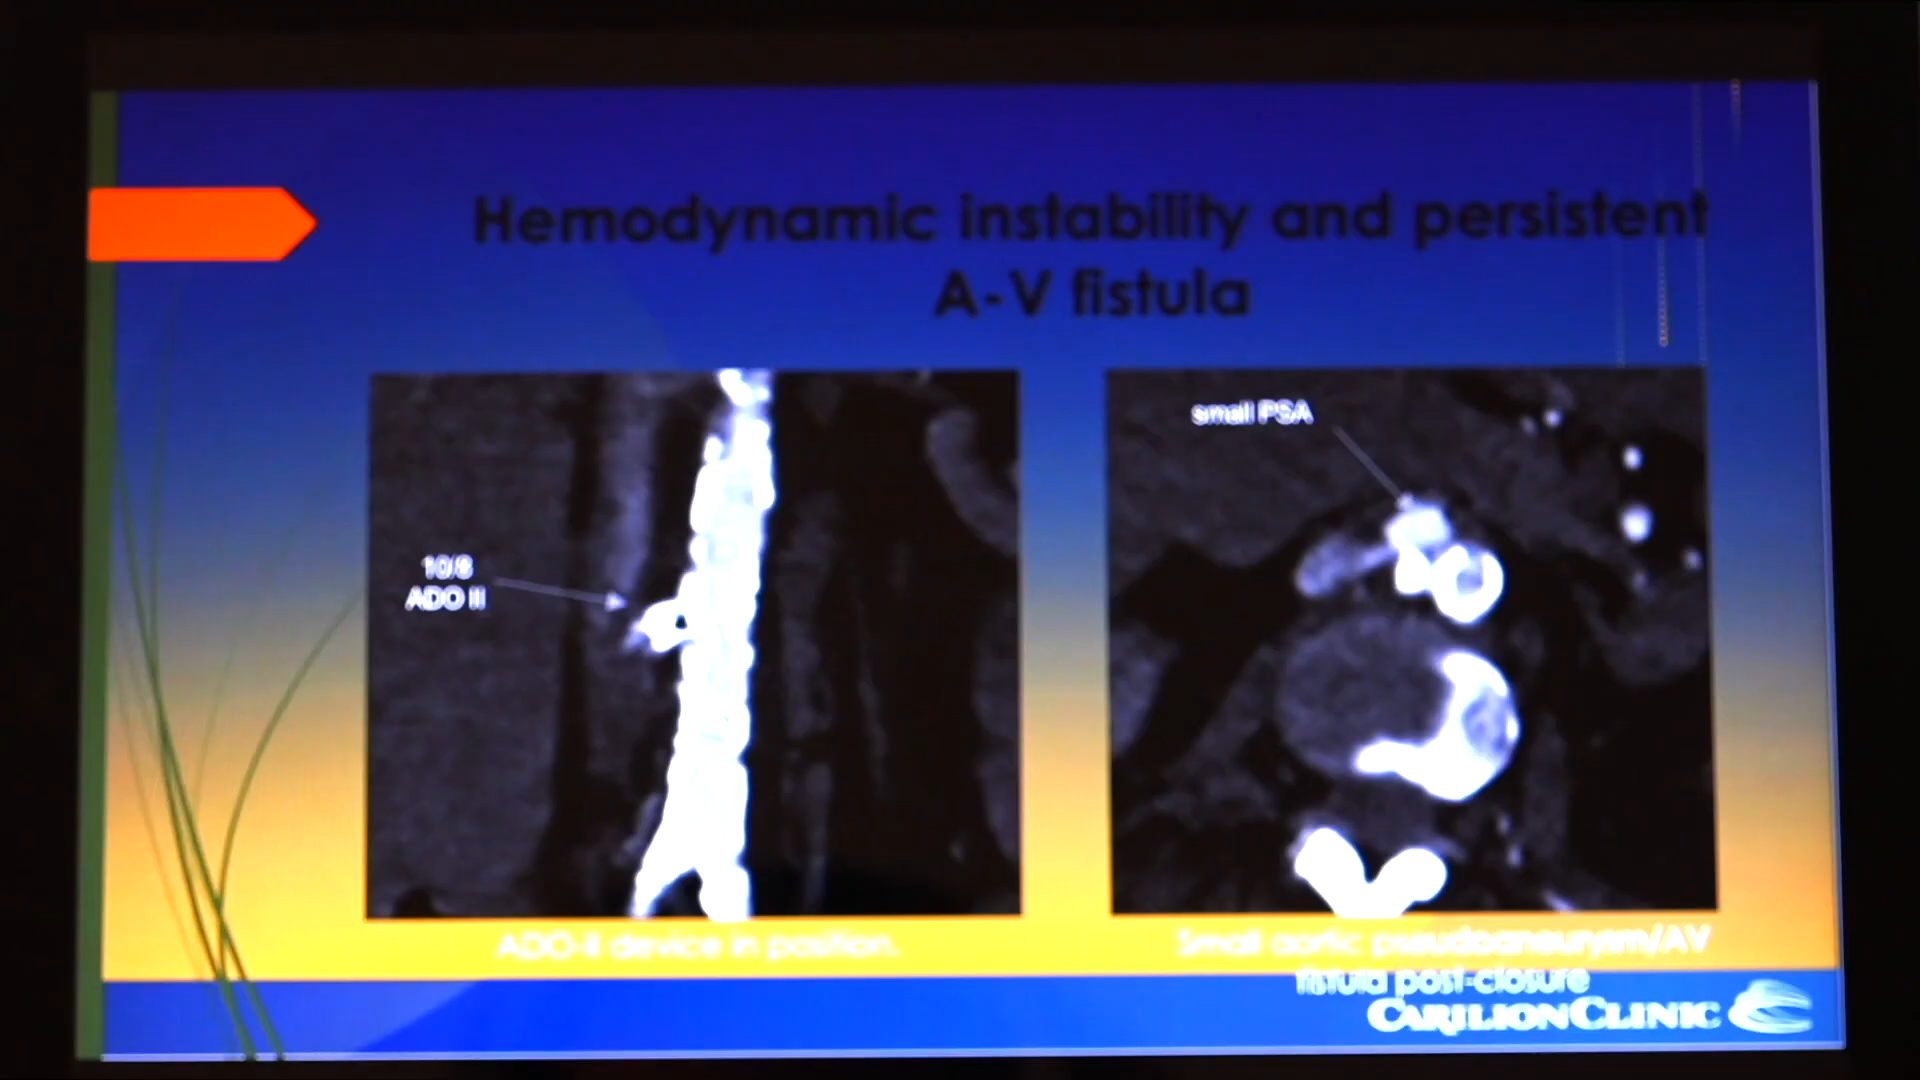 Hemodynamic instability and persistent
A-V fistula
small PSA
10/8
ADO II
ADO-II device in position.
Small aortic pseudoaneurysm/AV
fistula post-closure
CARILIONCLINIC